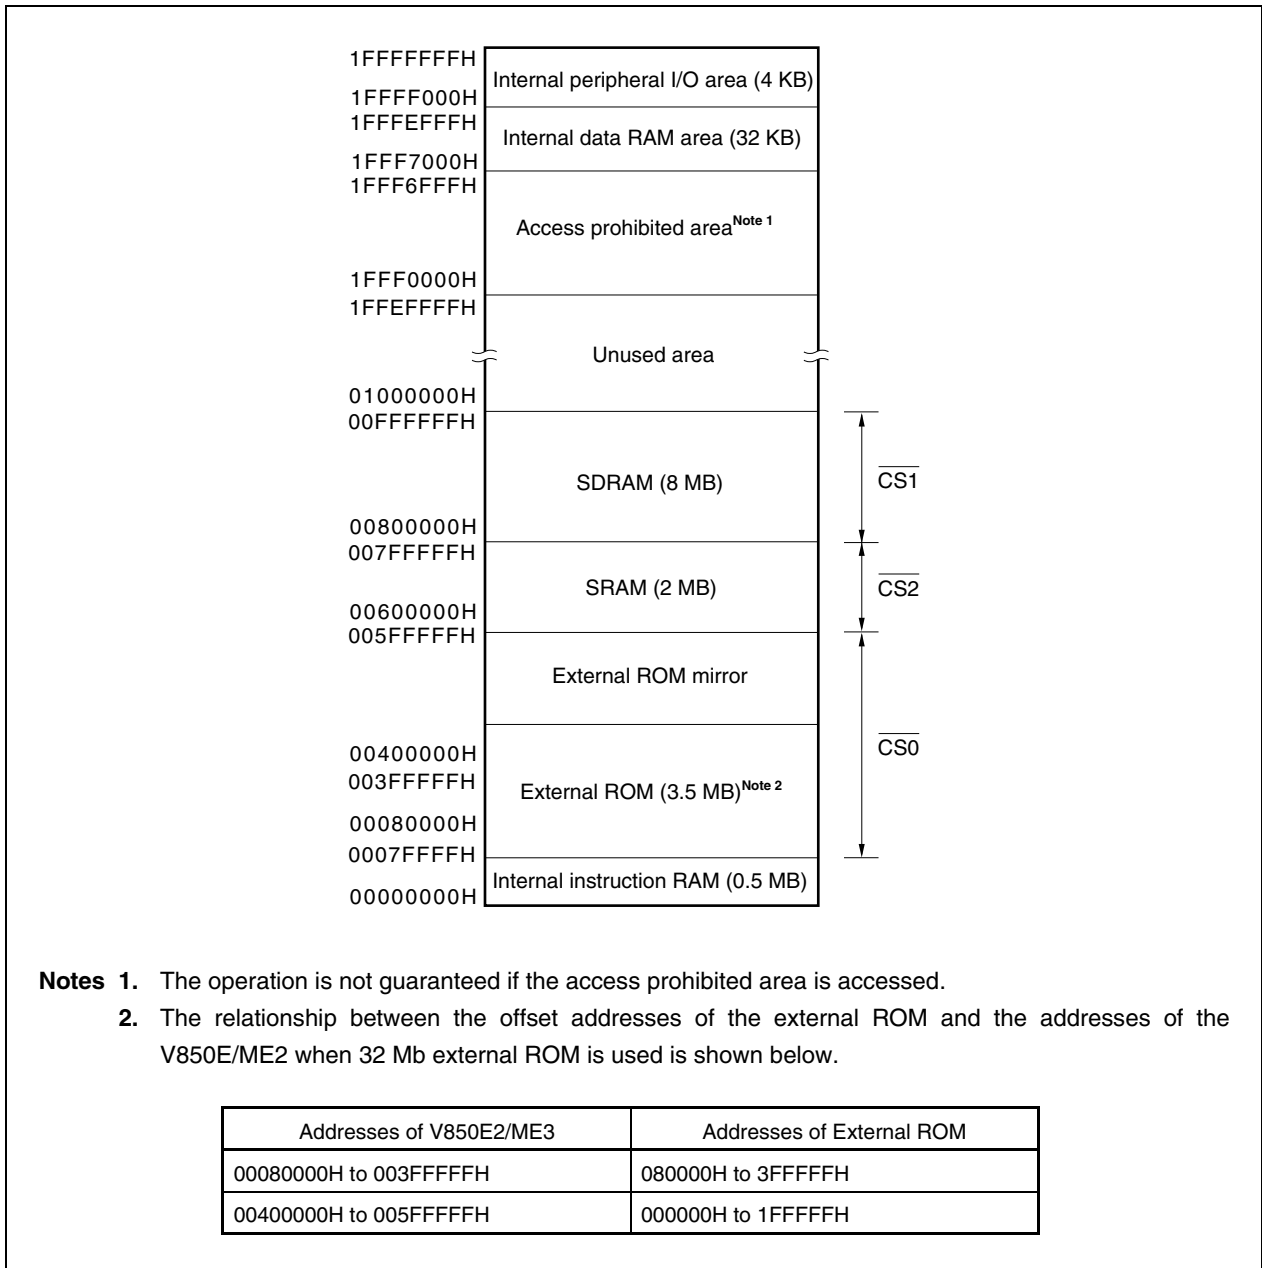 1FFFFFFFH
Internal peripheral I/O area (4 KB)
1FFFF000H
1FFFEFFFH
Internal data RAM area (32 KB)
1FFF7000H
1FFF6FFFH
Access prohibited area Note 1
1FFF0000H
1FFEFFFFH
Unused area
01000000H
00FFFFFFH
SDRAM (8 MB)
CS1
00800000H
007FFFFFH
SRAM (2 MB)
CS2
00600000H
005FFFFFH
External ROM mirror
CS0
00400000H
003FFFFFH
External ROM (3.5 MB) Note 2
00080000H
0007FFFFH
Internal instruction RAM (0.5 MB)
00000000H
Notes 1. The operation is not guaranteed if the access prohibited area is accessed.
2. The relationship between the offset addresses of the external ROM and the addresses of the
V850E/ME2 when 32 Mb external ROM is used is shown below.
Addresses of V850E2/ME3 Addresses of External ROM
00080000H to 003FFFFFH 080000H to 3FFFFFH
00400000H to 005FFFFFH 000000H to 1FFFFFH